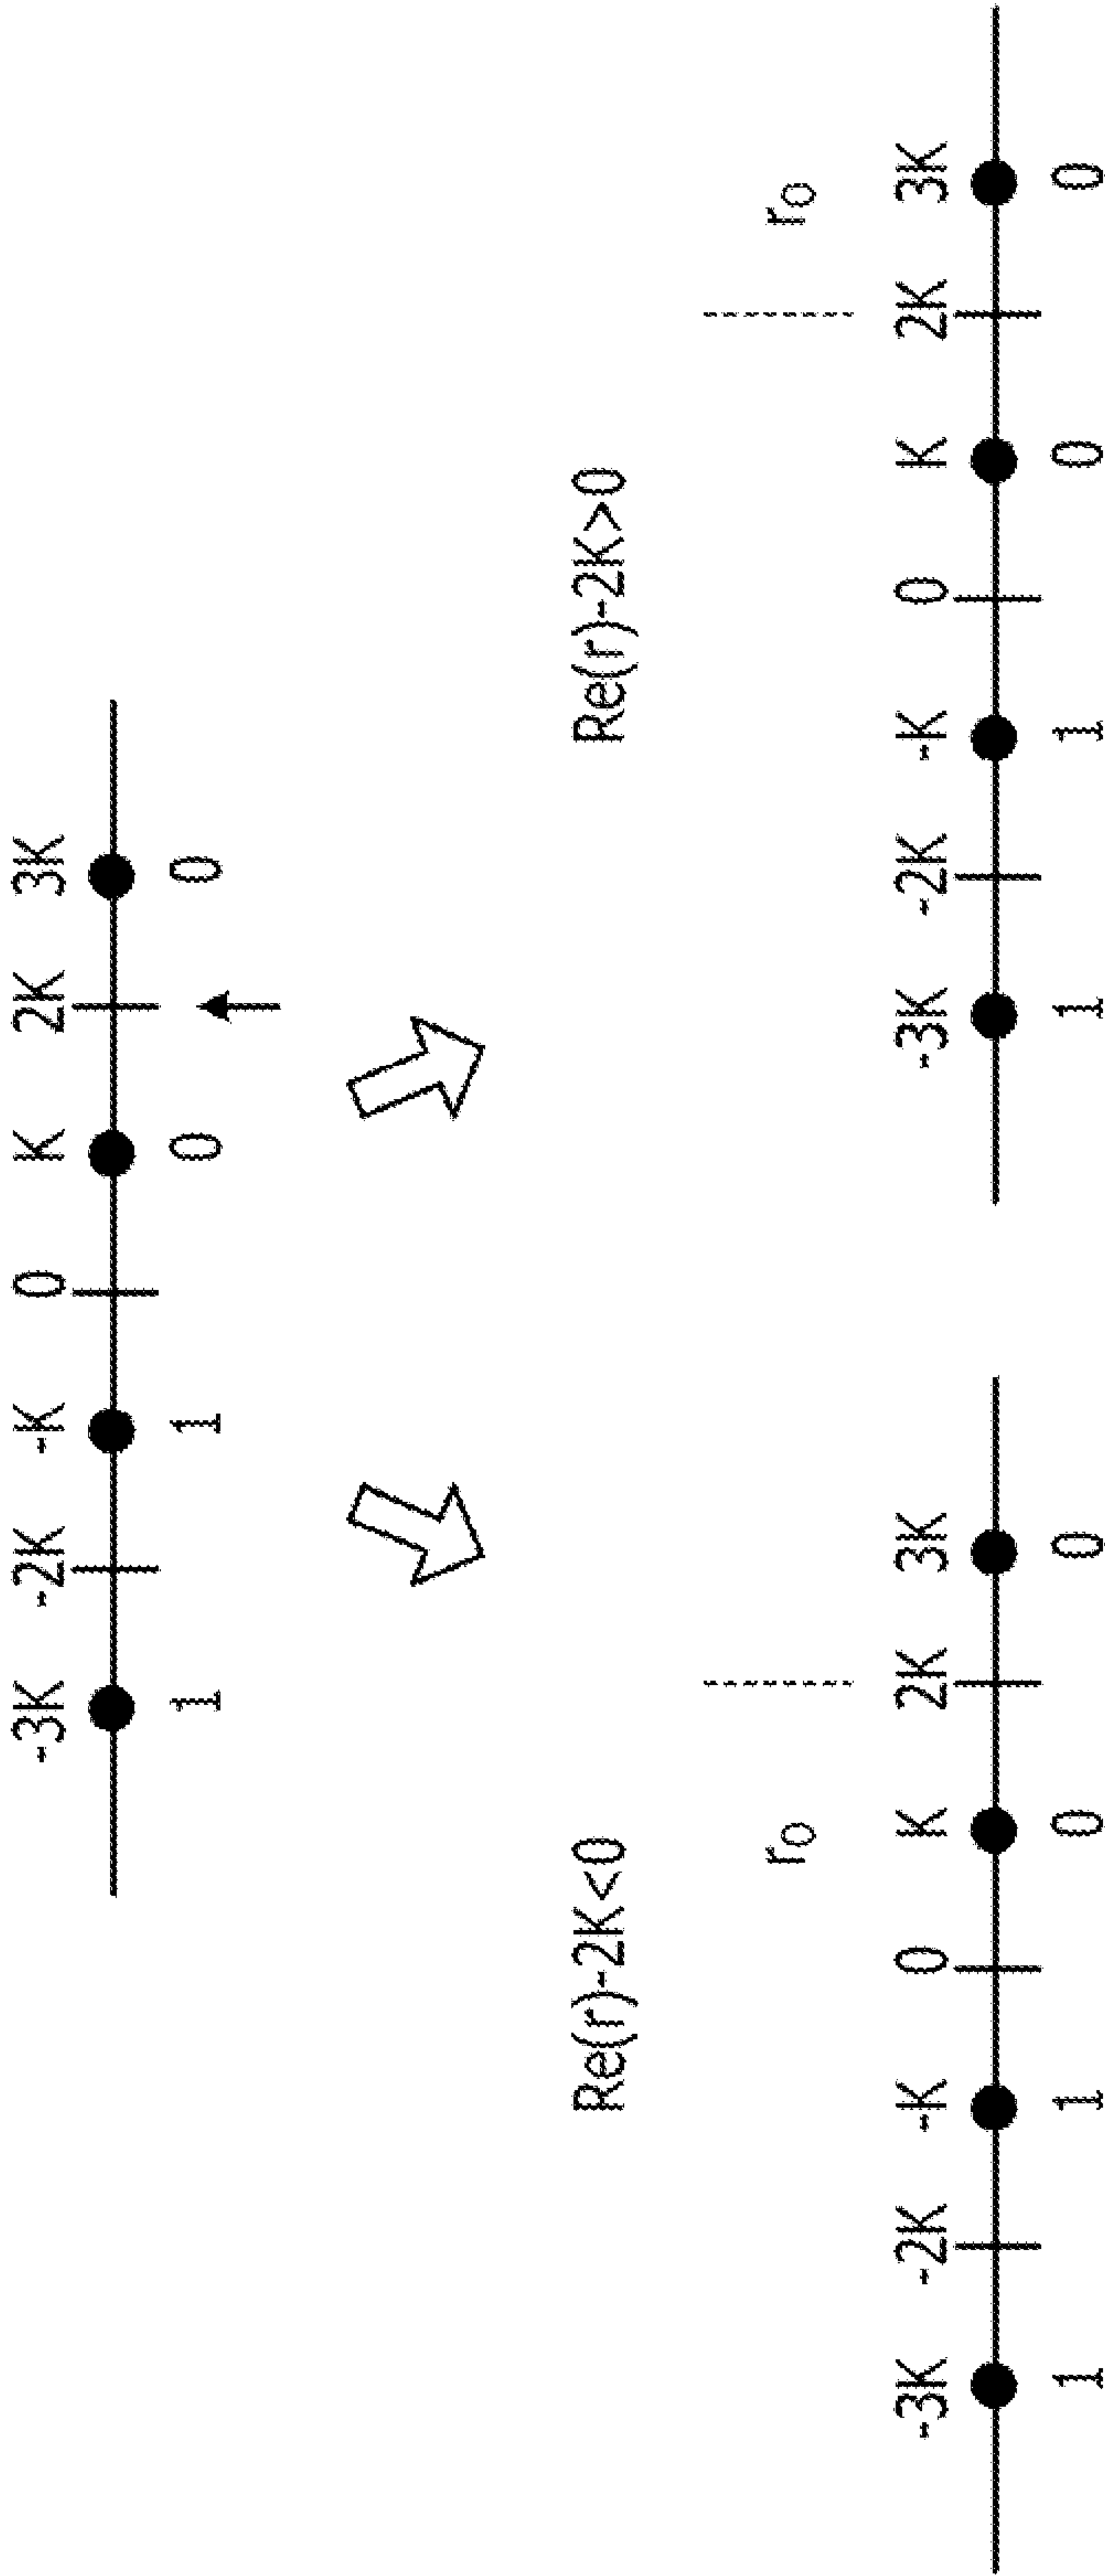 -3K -2K -K 0 K 2K 3K
1 1 0 0
Re(r)-2K<0 Re(r)-2K>0
r0 r0
-3K -2K -K 0 K 2K 3K -3K -2K -K 0 K 2K 3K
1 1 0 0 1 1 0 0